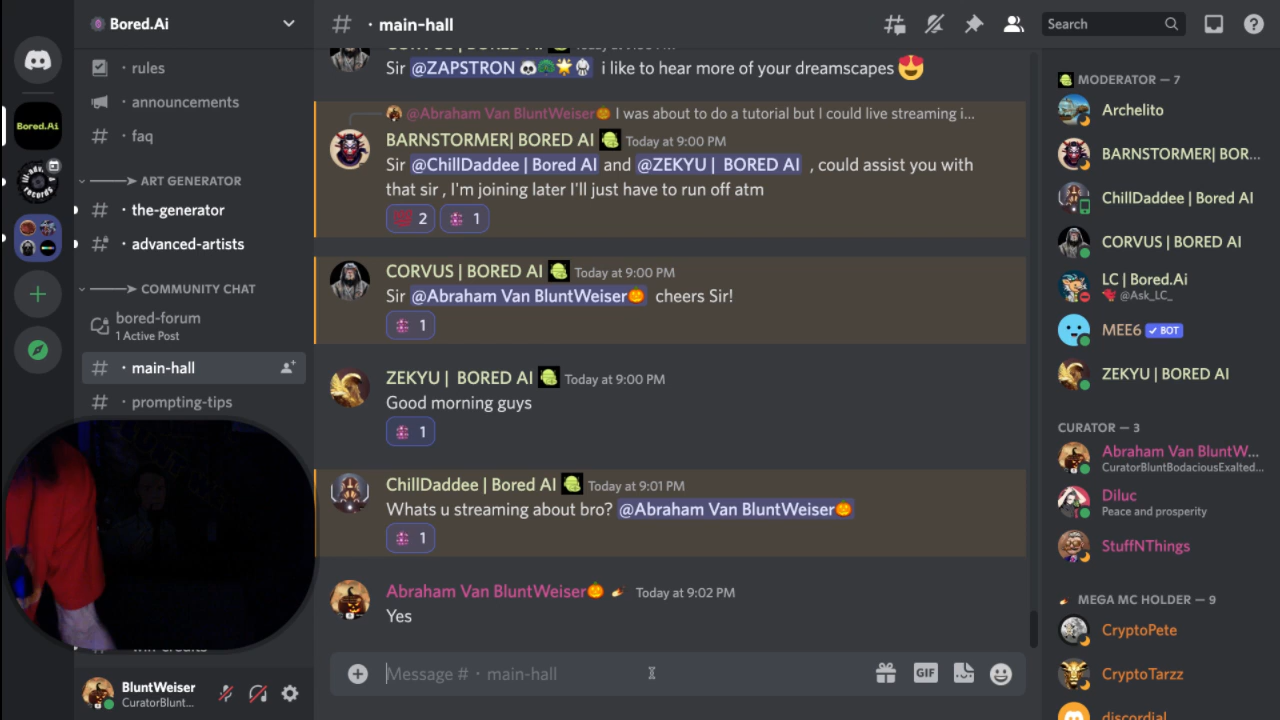 Bored.Ai
· main-hall
Search
· rules
· announcements
· faq
ART GENERATOR
· the-generator
· advanced-artists
COMMUNITY CHAT
bored-forum
1 Active Post
· main-hall
· prompting-tips
BluntWeiser
CuratorBlunt...
Today at
Sir @ZAPSTRON i like to hear more of your dreamscapes
@Abraham Van BluntWeiser I was about to do a tutorial but I could live streaming i...
BARNSTORMER| BORED AI Today at 9:00 PM
Sir @ChillDaddee | Bored AI and @ZEKYU | BORED AI , could assist you with
that sir , I'm joining later I'll just have to run off atm
2 1
CORVUS | BORED AI Today at 9:00 PM
Sir @Abraham Van BluntWeiser cheers Sir!
1
ZEKYU | BORED AI Today at 9:00 PM
Good morning guys
1
ChillDaddee | Bored AI Today at 9:01 PM
Whats u streaming about bro? @Abraham Van BluntWeiser
1
Abraham Van BluntWeiser Today at 9:02 PM
Yes
Message # · main-hall
GIF
MODERATOR — 7
Archelito
BARNSTORMER| BOR...
ChillDaddee | Bored AI
CORVUS | BORED AI
LC | Bored.Ai
@Ask_LC_
MEE6 BOT
ZEKYU | BORED AI
CURATOR — 3
Abraham Van BluntW...
CuratorBluntBodaciousExalted...
Diluc
Peace and prosperity
StuffNThings
MEGA MC HOLDER — 9
CryptoPete
CryptoTarzz
discordial